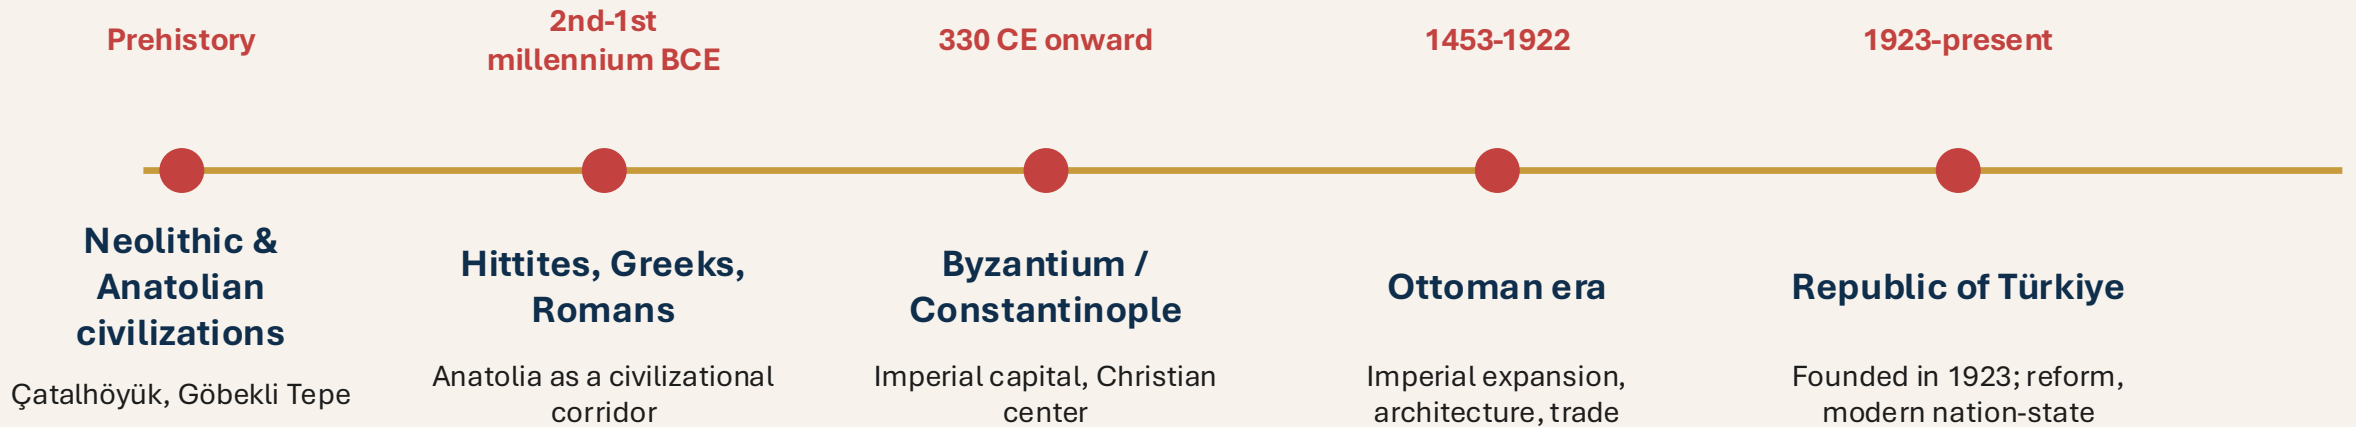 Prehistory
Neolithic &
Anatolian
civilizations
Çatalhöyük, Göbekli Tepe
2nd-1st
millennium BCE
Hittites, Greeks,
Romans
Anatolia as a civilizational
corridor
330 CE onward
Byzantium /
Constantinople
Imperial capital, Christian
center
1453-1922
Ottoman era
Imperial expansion,
architecture, trade
1923-present
Republic of Türkiye
Founded in 1923; reform,
modern nation-state